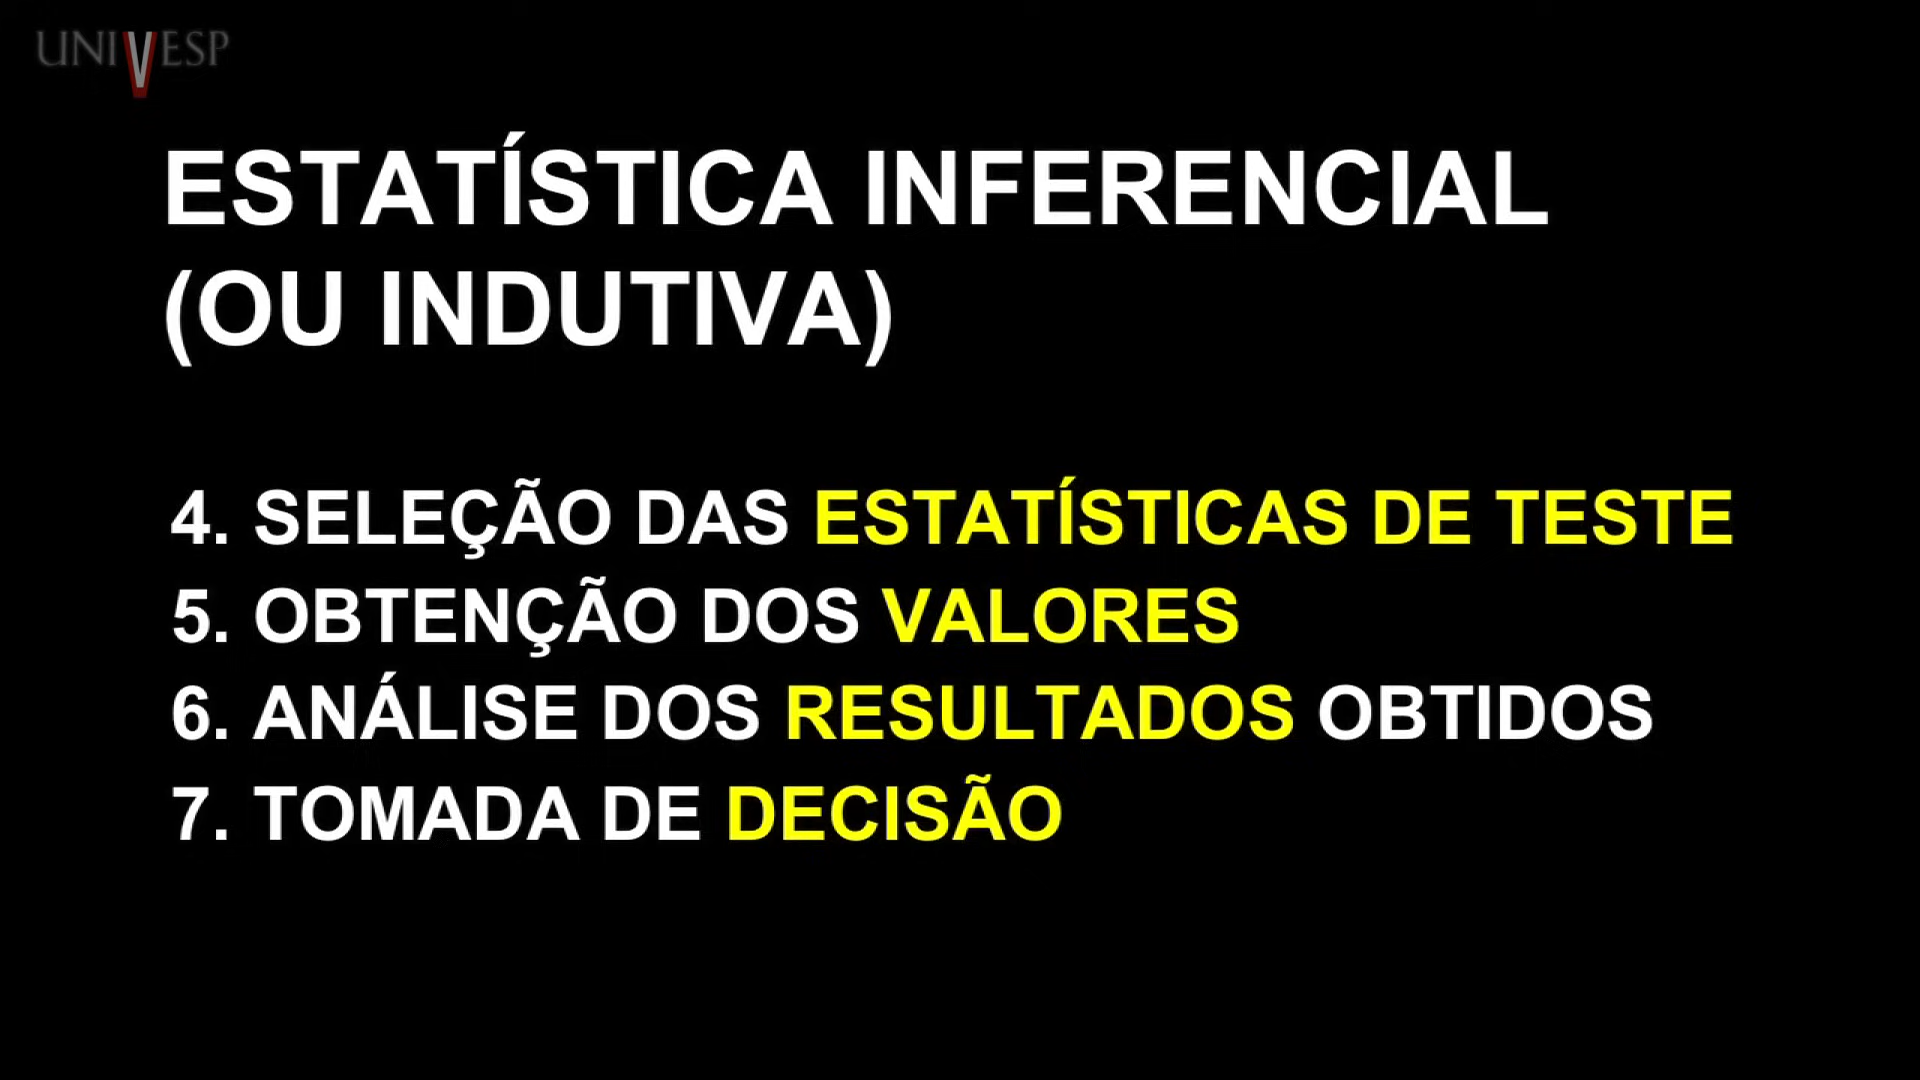 UNIVESP
ESTATÍSTICA INFERENCIAL
(OU INDUTIVA)
4. SELEÇÃO DAS ESTATÍSTICAS DE TESTE
5. OBTENÇÃO DOS VALORES
6. ANÁLISE DOS RESULTADOS OBTIDOS
7. TOMADA DE DECISÃO